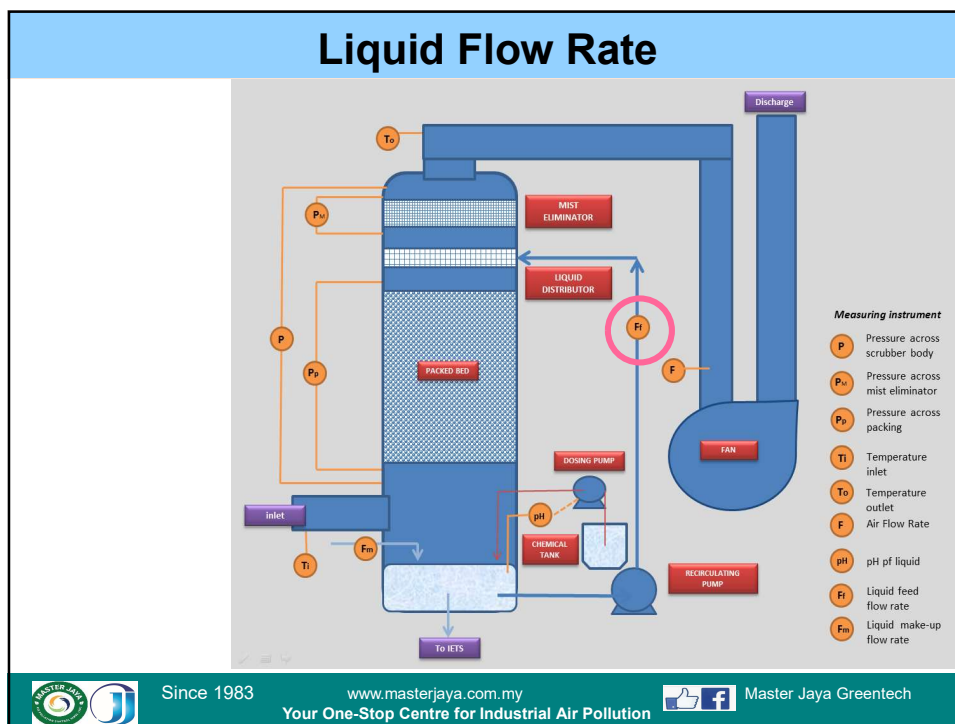 Liquid Flow Rate
Discharge
To
MIST
ELIMINATOR
PM
LIQUID
DISTRIBUTOR
Ff
Measuring instrument
P
Pressure across
scrubber body
PM
Pressure across
mist eliminator
Pp
Pressure across
packing
Ti
Temperature
inlet
To
Temperature
outlet
F
Air Flow Rate
pH
pH pf liquid
Ff
Liquid feed
flow rate
Fm
Liquid make-up
flow rate
P
Pp
PACKED BED
F
FAN
DOSING PUMP
inlet
pH
Fm
CHEMICAL
TANK
Ti
RECIRCULATING
PUMP
To IETS
MASTER JAYA
Since 1983
www.masterjaya.com.my
Your One-Stop Centre for Industrial Air Pollution
Master Jaya Greentech